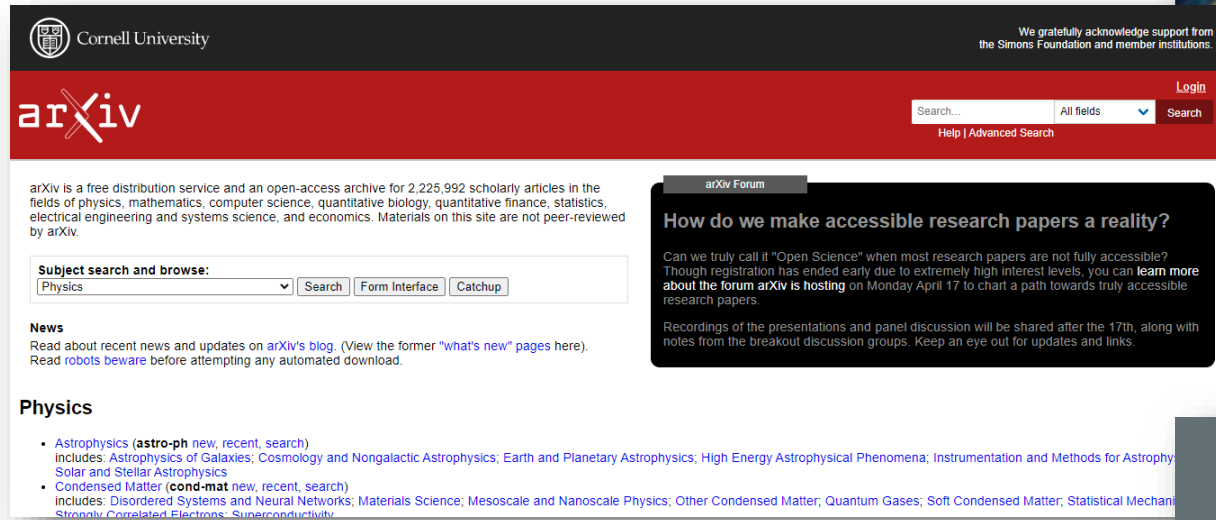 Cornell University
We gratefully acknowledge support from
the Simons Foundation and member institutions.
arXiv
Login
Search... All fields Search
Help | Advanced Search
arXiv is a free distribution service and an open-access archive for 2,225,992 scholarly articles in the
fields of physics, mathematics, computer science, quantitative biology, quantitative finance, statistics,
electrical engineering and systems science, and economics. Materials on this site are not peer-reviewed
by arXiv.
Subject search and browse:
Physics Search Form Interface Catchup
News
Read about recent news and updates on arXiv's blog. (View the former "what's new" pages here).
Read robots beware before attempting any automated download.
arXiv Forum
How do we make accessible research papers a reality?
Can we truly call it "Open Science" when most research papers are not fully accessible?
Though registration has ended early due to extremely high interest levels, you can learn more
about the forum arXiv is hosting on Monday April 17 to chart a path towards truly accessible
research papers.
Recordings of the presentations and panel discussion will be shared after the 17th, along with
notes from the breakout discussion groups. Keep an eye out for updates and links.
Physics
Astrophysics (astro-ph new, recent, search)
includes: Astrophysics of Galaxies; Cosmology and Nongalactic Astrophysics; Earth and Planetary Astrophysics; High Energy Astrophysical Phenomena; Instrumentation and Methods for Astrophy
Solar and Stellar Astrophysics
Condensed Matter (cond-mat new, recent, search)
includes: Disordered Systems and Neural Networks; Materials Science; Mesoscale and Nanoscale Physics; Other Condensed Matter; Quantum Gases; Soft Condensed Matter; Statistical Mechani
Strongly Correlated Electrons; Superconductivity